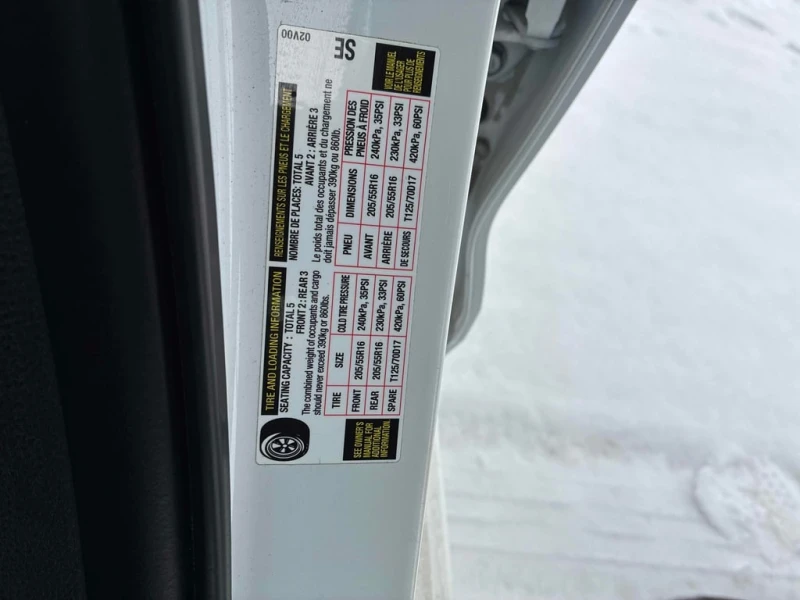 TIRE AND LOADING INFORMATION
SEATING CAPACITY : TOTAL 5
FRONT 2 : REAR 3
The combined weight of occupants and cargo
should never exceed 390kg or 860lbs.
TIRE SIZE COLD TIRE PRESSURE
FRONT 205/55R16 240kPa, 35PSI
REAR 205/55R16 230kPa, 33PSI
SPARE T125/70D17 420kPa, 60PSI
SEE OWNER'S
MANUAL FOR
ADDITIONAL
INFORMATION.
RENSEIGNEMENTS SUR LES PNEUS ET LE CHARGEMENT
NOMBRE DE PLACES: TOTAL 5
AVANT 2 : ARRIÈRE 3
Le poids total des occupants et du chargement ne
doit jamais dépasser 390kg ou 860lb.
PNEU DIMENSIONS PRESSION DES
PNEUS À FROID
AVANT 205/55R16 240kPa, 35PSI
ARRIÈRE 205/55R16 230kPa, 33PSI
DE SECOURS T125/70D17 420kPa, 60PSI
VOIR LE MANUEL
DE L'USAGER
POUR PLUS DE
RENSEIGNEMENTS
02V00
SE